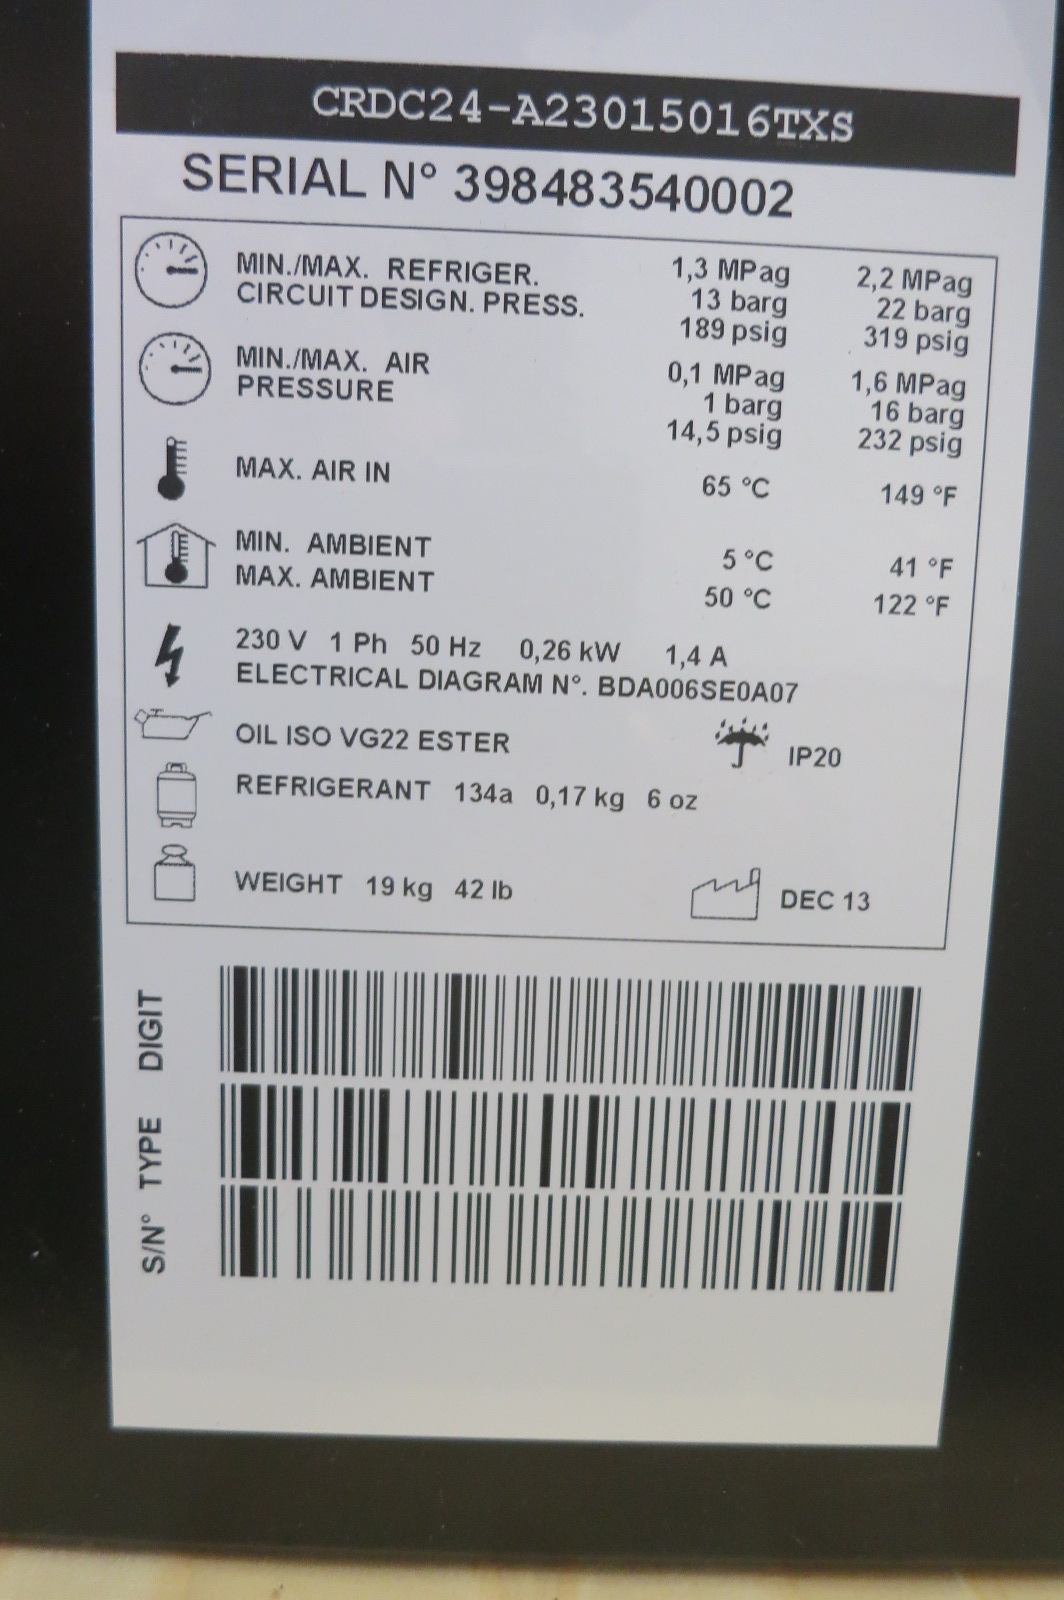 CRDC24-A23015016TXS
SERIAL N° 398483540002
MIN./MAX. REFRIGER. 1,3 MPag 2,2 MPag
CIRCUIT DESIGN. PRESS. 13 barg 22 barg
189 psig 319 psig
MIN./MAX. AIR 0,1 MPag 1,6 MPag
PRESSURE 1 barg 16 barg
14,5 psig 232 psig
MAX. AIR IN 65 °C 149 °F
MIN. AMBIENT 5 °C 41 °F
MAX. AMBIENT 50 °C 122 °F
230 V 1 Ph 50 Hz 0,26 kW 1,4 A
ELECTRICAL DIAGRAM N°. BDA006SE0A07
OIL ISO VG22 ESTER IP20
REFRIGERANT 134a 0,17 kg 6 oz
WEIGHT 19 kg 42 lb DEC 13
DIGIT
TYPE
S/N°